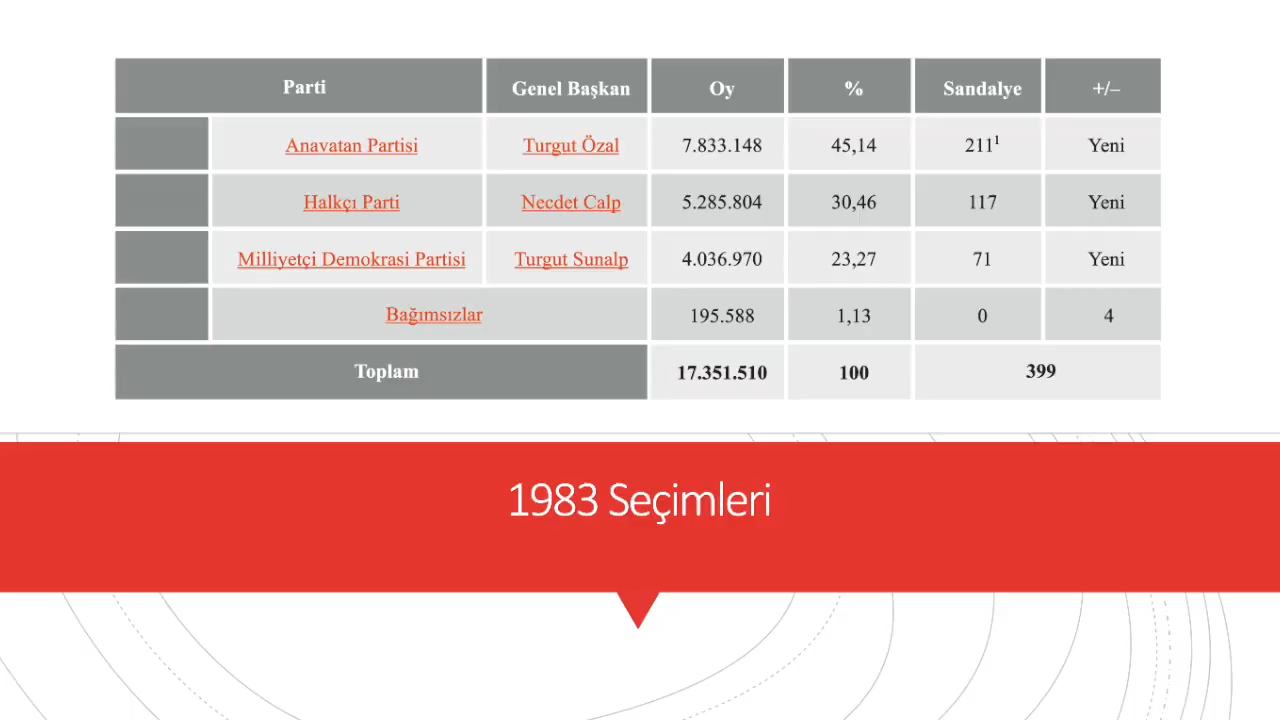 Parti Genel Başkan Oy % Sandalye +/–
Anavatan Partisi Turgut Özal 7.833.148 45,14 211¹ Yeni
Halkçı Parti Necdet Calp 5.285.804 30,46 117 Yeni
Milliyetçi Demokrasi Partisi Turgut Sunalp 4.036.970 23,27 71 Yeni
Bağımsızlar 195.588 1,13 0 4
Toplam 17.351.510 100 399
1983 Seçimleri